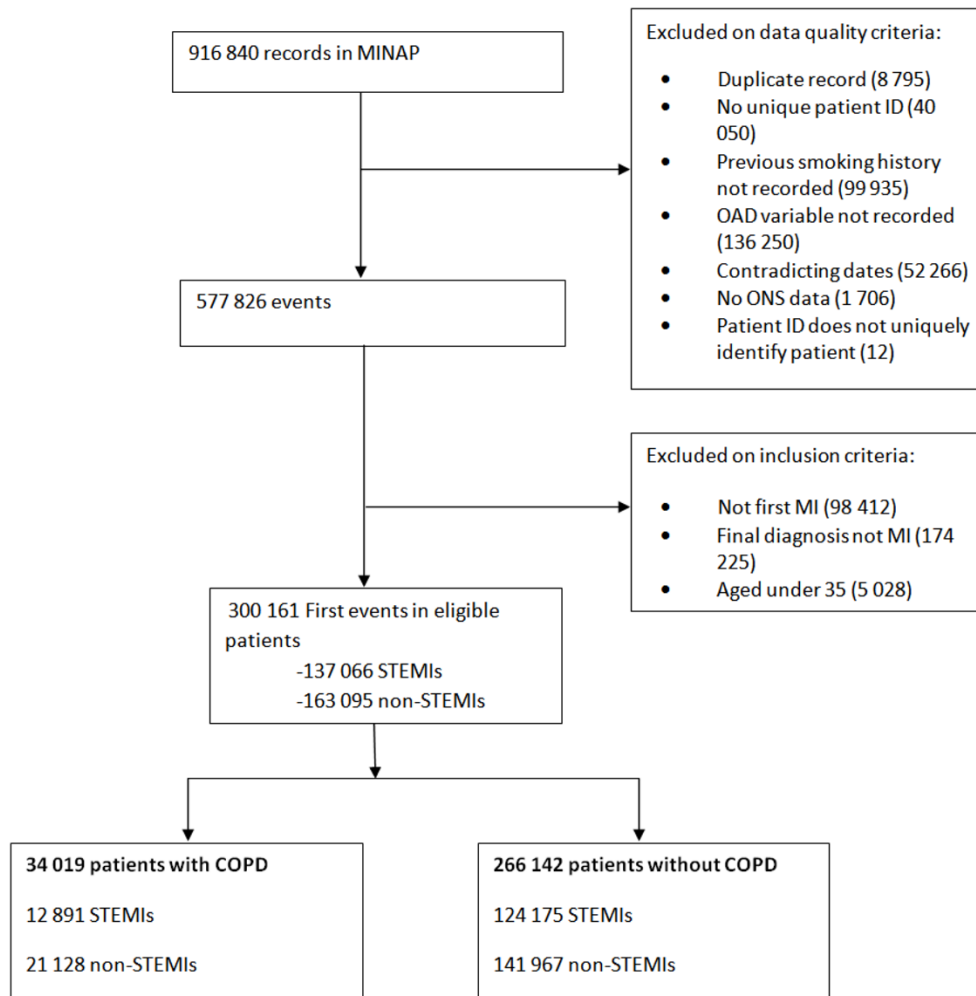 916 840 records in MINAP
Excluded on data quality criteria:
• Duplicate record (8 795)
• No unique patient ID (40
050)
• Previous smoking history
not recorded (99 935)
• OAD variable not recorded
(136 250)
• Contradicting dates (52 266)
• No ONS data (1 706)
• Patient ID does not uniquely
identify patient (12)
577 826 events
Excluded on inclusion criteria:
• Not first MI (98 412)
• Final diagnosis not MI (174
225)
• Aged under 35 (5 028)
300 161 First events in eligible
patients
-137 066 STEMIs
-163 095 non-STEMIs
34 019 patients with COPD
12 891 STEMIs
21 128 non-STEMIs
266 142 patients without COPD
124 175 STEMIs
141 967 non-STEMIs